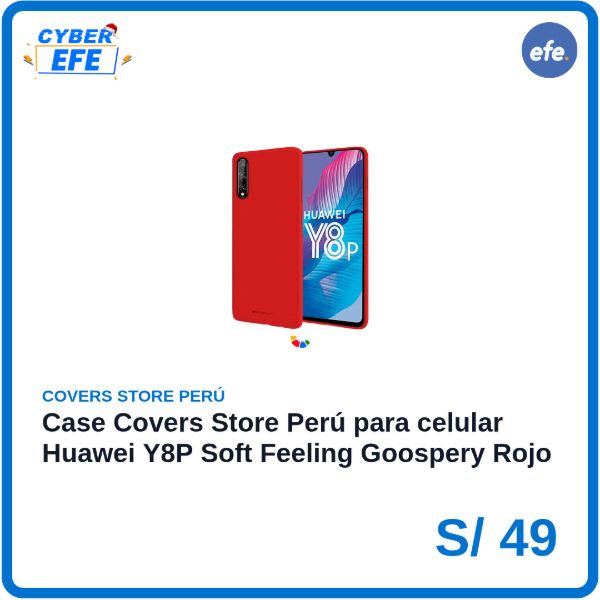 CYBER
EFE
efe.
HUAWEI
Y8P
COVERS STORE PERÚ
Case Covers Store Perú para celular
Huawei Y8P Soft Feeling Goospery Rojo
S/ 49